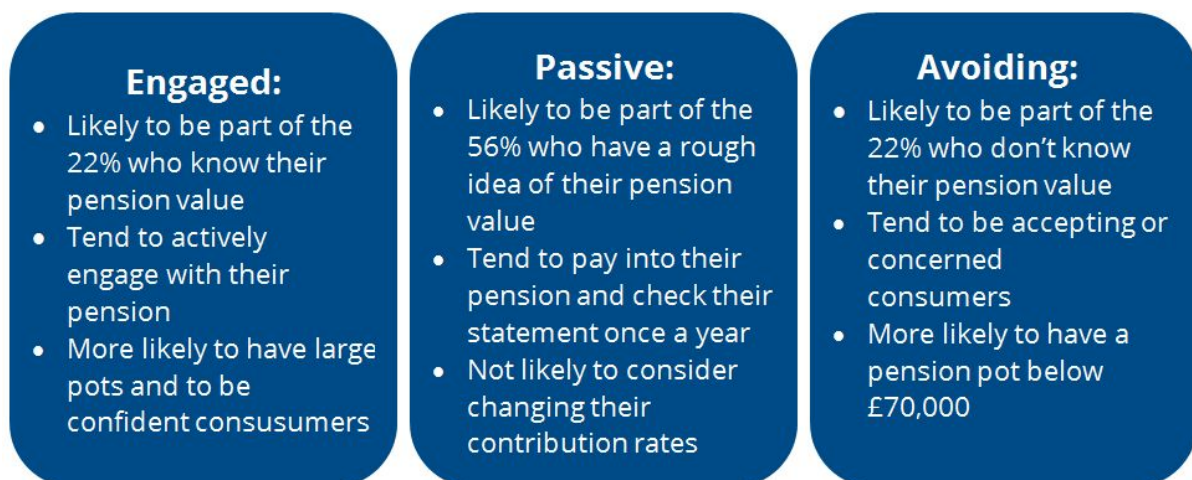 Engaged:
• Likely to be part of the
22% who know their
pension value
• Tend to actively
engage with their
pension
• More likely to have large
pots and to be
confident consusumers
Passive:
• Likely to be part of the
56% who have a rough
idea of their pension
value
• Tend to pay into their
pension and check their
statement once a year
• Not likely to consider
changing their
contribution rates
Avoiding:
• Likely to be part of the
22% who don’t know
their pension value
• Tend to be accepting or
concerned
consumers
• More likely to have a
pension pot below
£70,000